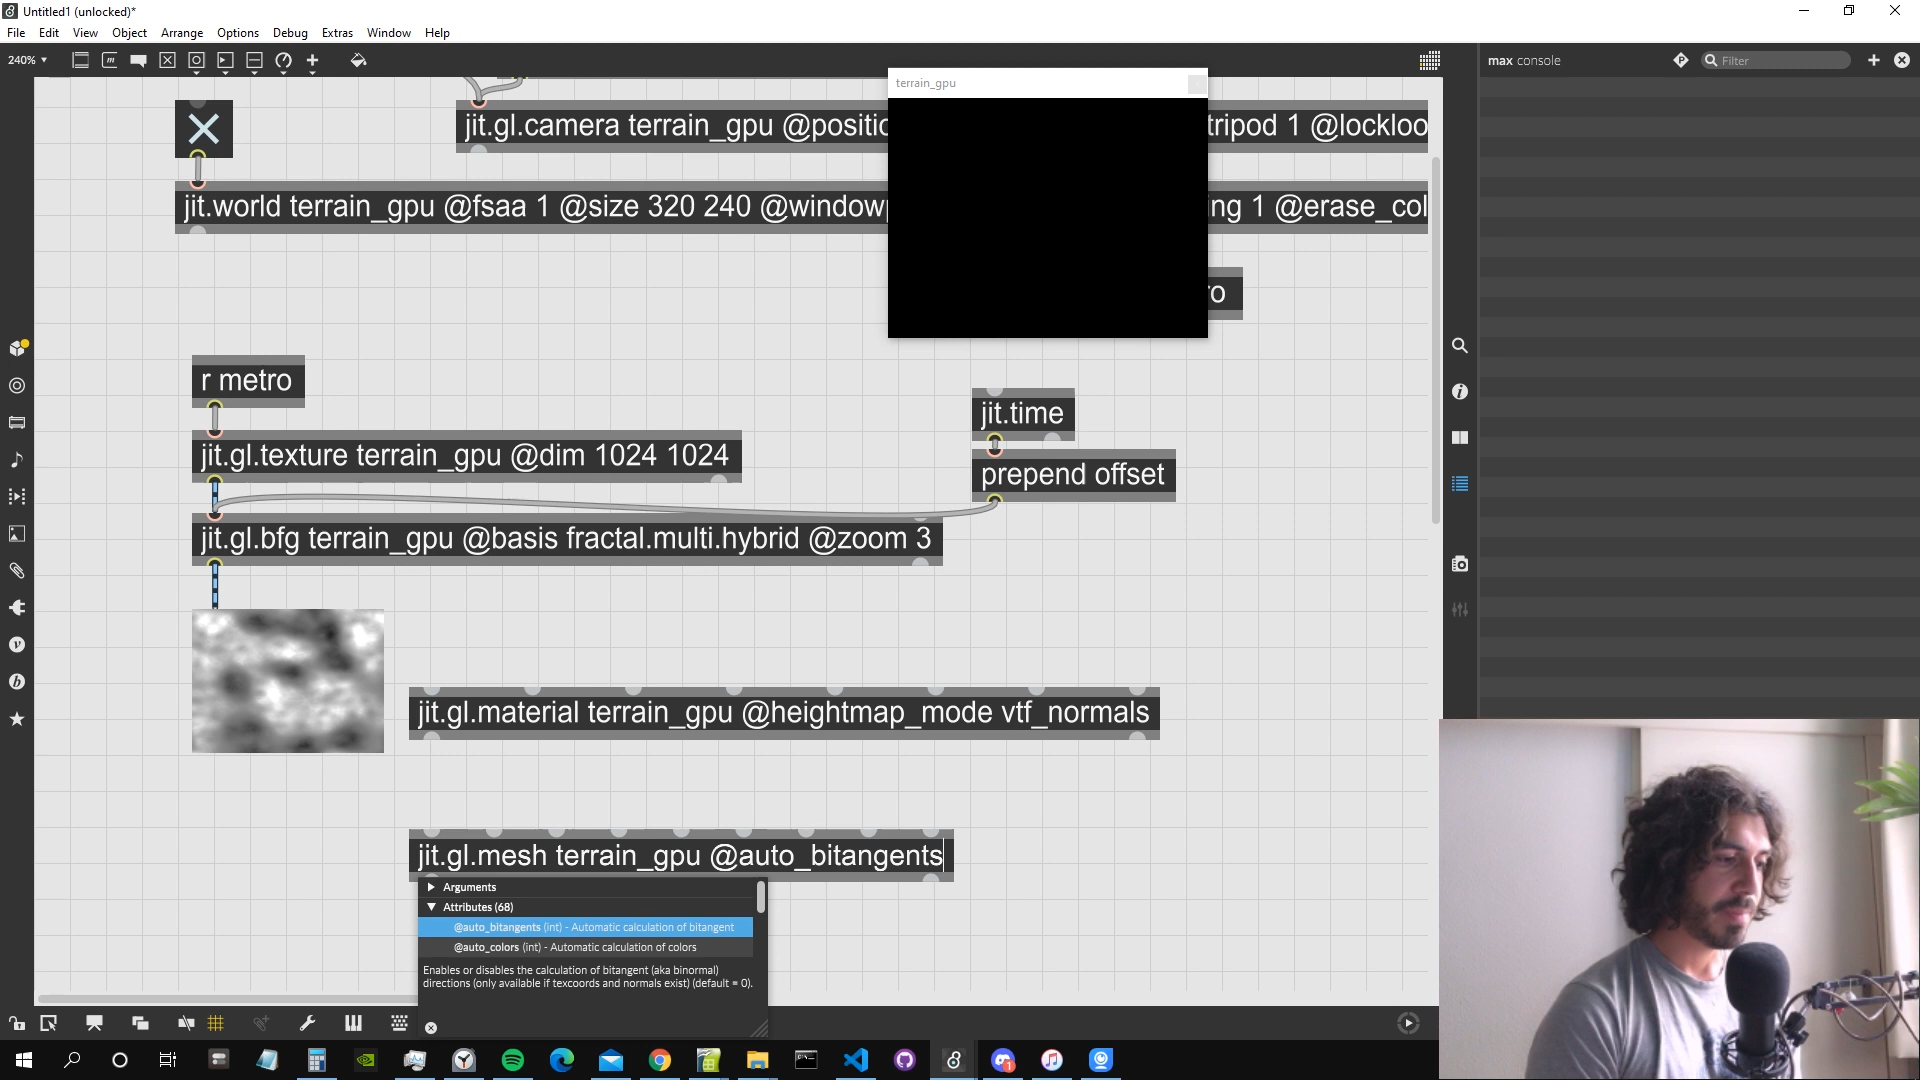 Untitled1 (unlocked)*
File Edit View Object Arrange Options Debug Extras Window Help
240%
max console
Filter
terrain_gpu
jit.gl.camera terrain_gpu @positio
tripod 1 @lockloo
jit.world terrain_gpu @fsaa 1 @size 320 240 @windowp
ing 1 @erase_col
ro
r metro
jit.time
jit.gl.texture terrain_gpu @dim 1024 1024
prepend offset
jit.gl.bfg terrain_gpu @basis fractal.multi.hybrid @zoom 3
jit.gl.material terrain_gpu @heightmap_mode vtf_normals
jit.gl.mesh terrain_gpu @auto_bitangents
Arguments
Attributes (68)
@auto_bitangents (int) - Automatic calculation of bitangent
@auto_colors (int) - Automatic calculation of colors
Enables or disables the calculation of bitangent (aka binormal)
directions (only available if texcoords and normals exist) (default = 0).